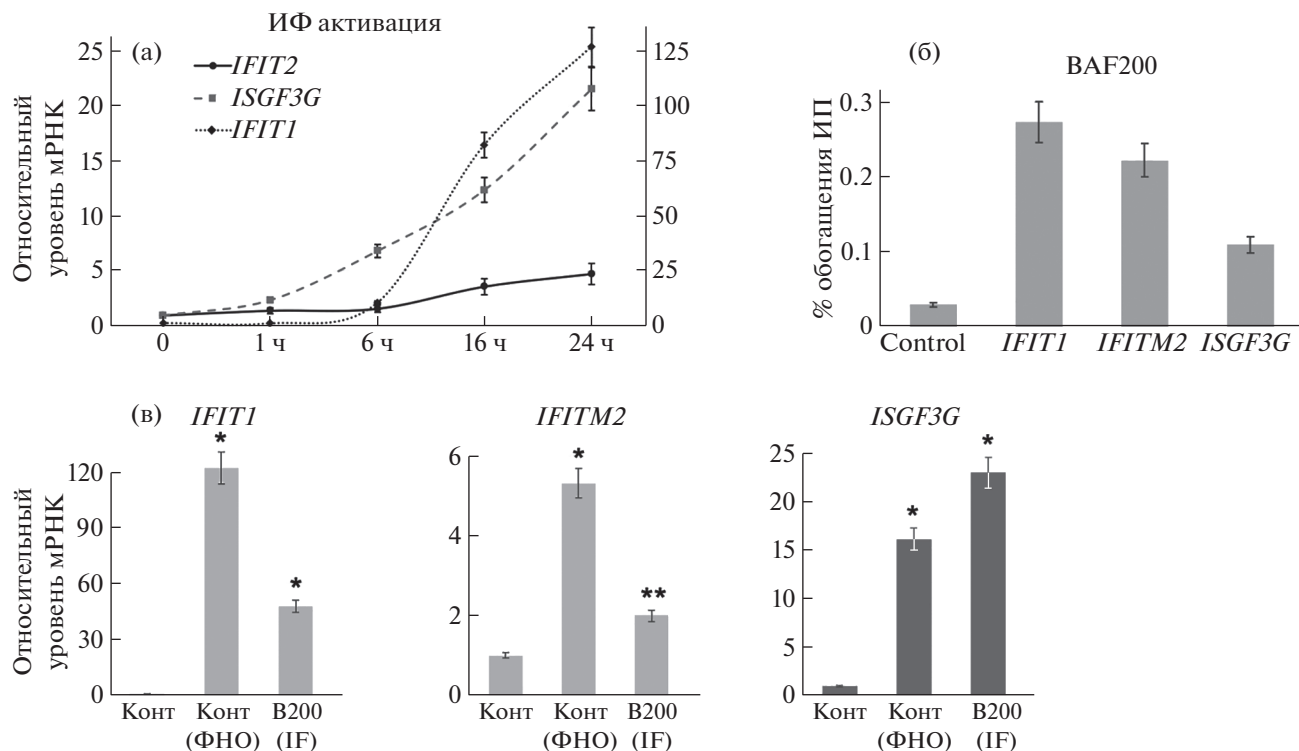 (а)
ИФ активация
IFIT2
ISGF3G
IFIT1
Относительный
уровень мРНК
25
20
15
10
5
0
125
100
75
50
25
0
0
1 ч
6 ч
16 ч
24 ч
(б)
BAF200
% обогащения ИП
0.3
0.2
0.1
0
Control
IFIT1
IFITM2
ISGF3G
(в)
IFIT1
Относительный
уровень мРНК
120
90
60
30
0
*
*
Конт
Конт
(ФНО)
B200
(IF)
IFITM2
6
4
2
0
*
**
Конт
Конт
(ФНО)
B200
(IF)
ISGF3G
25
20
15
10
5
0
*
*
Конт
Конт
(ФНО)
B200
(IF)